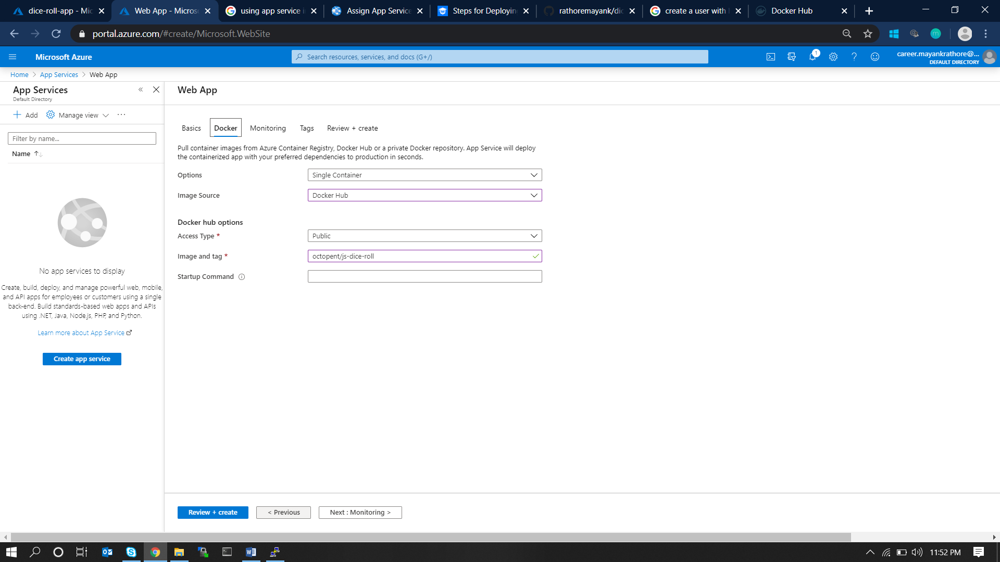 dice-roll-app - Mic
Web App - Microso
using app service i
Assign App Service
Steps for Deploying
rathoremayank/dic
create a user with
Docker Hub
portal.azure.com/#create/Microsoft.WebSite
m
Microsoft Azure
Search resources, services, and docs (G+/)
1
career.mayankrathore@...
DEFAULT DIRECTORY
Home > App Services > Web App
App Services
Default Directory
Add
Manage view
Filter by name...
Name
No app services to display
Create, build, deploy, and manage powerful web, mobile,
and API apps for employees or customers using a single
back-end. Build standards-based web apps and APIs
using .NET, Java, Node.js, PHP, and Python.
Learn more about App Service
Create app service
Web App
Basics
Docker
Monitoring
Tags
Review + create
Pull container images from Azure Container Registry, Docker Hub or a private Docker repository. App Service will deploy
the containerized app with your preferred dependencies to production in seconds.
Options
Single Container
Image Source
Docker Hub
Docker hub options
Access Type *
Public
Image and tag *
octopent/js-dice-roll
Startup Command
Review + create
< Previous
Next : Monitoring >
11:52 PM